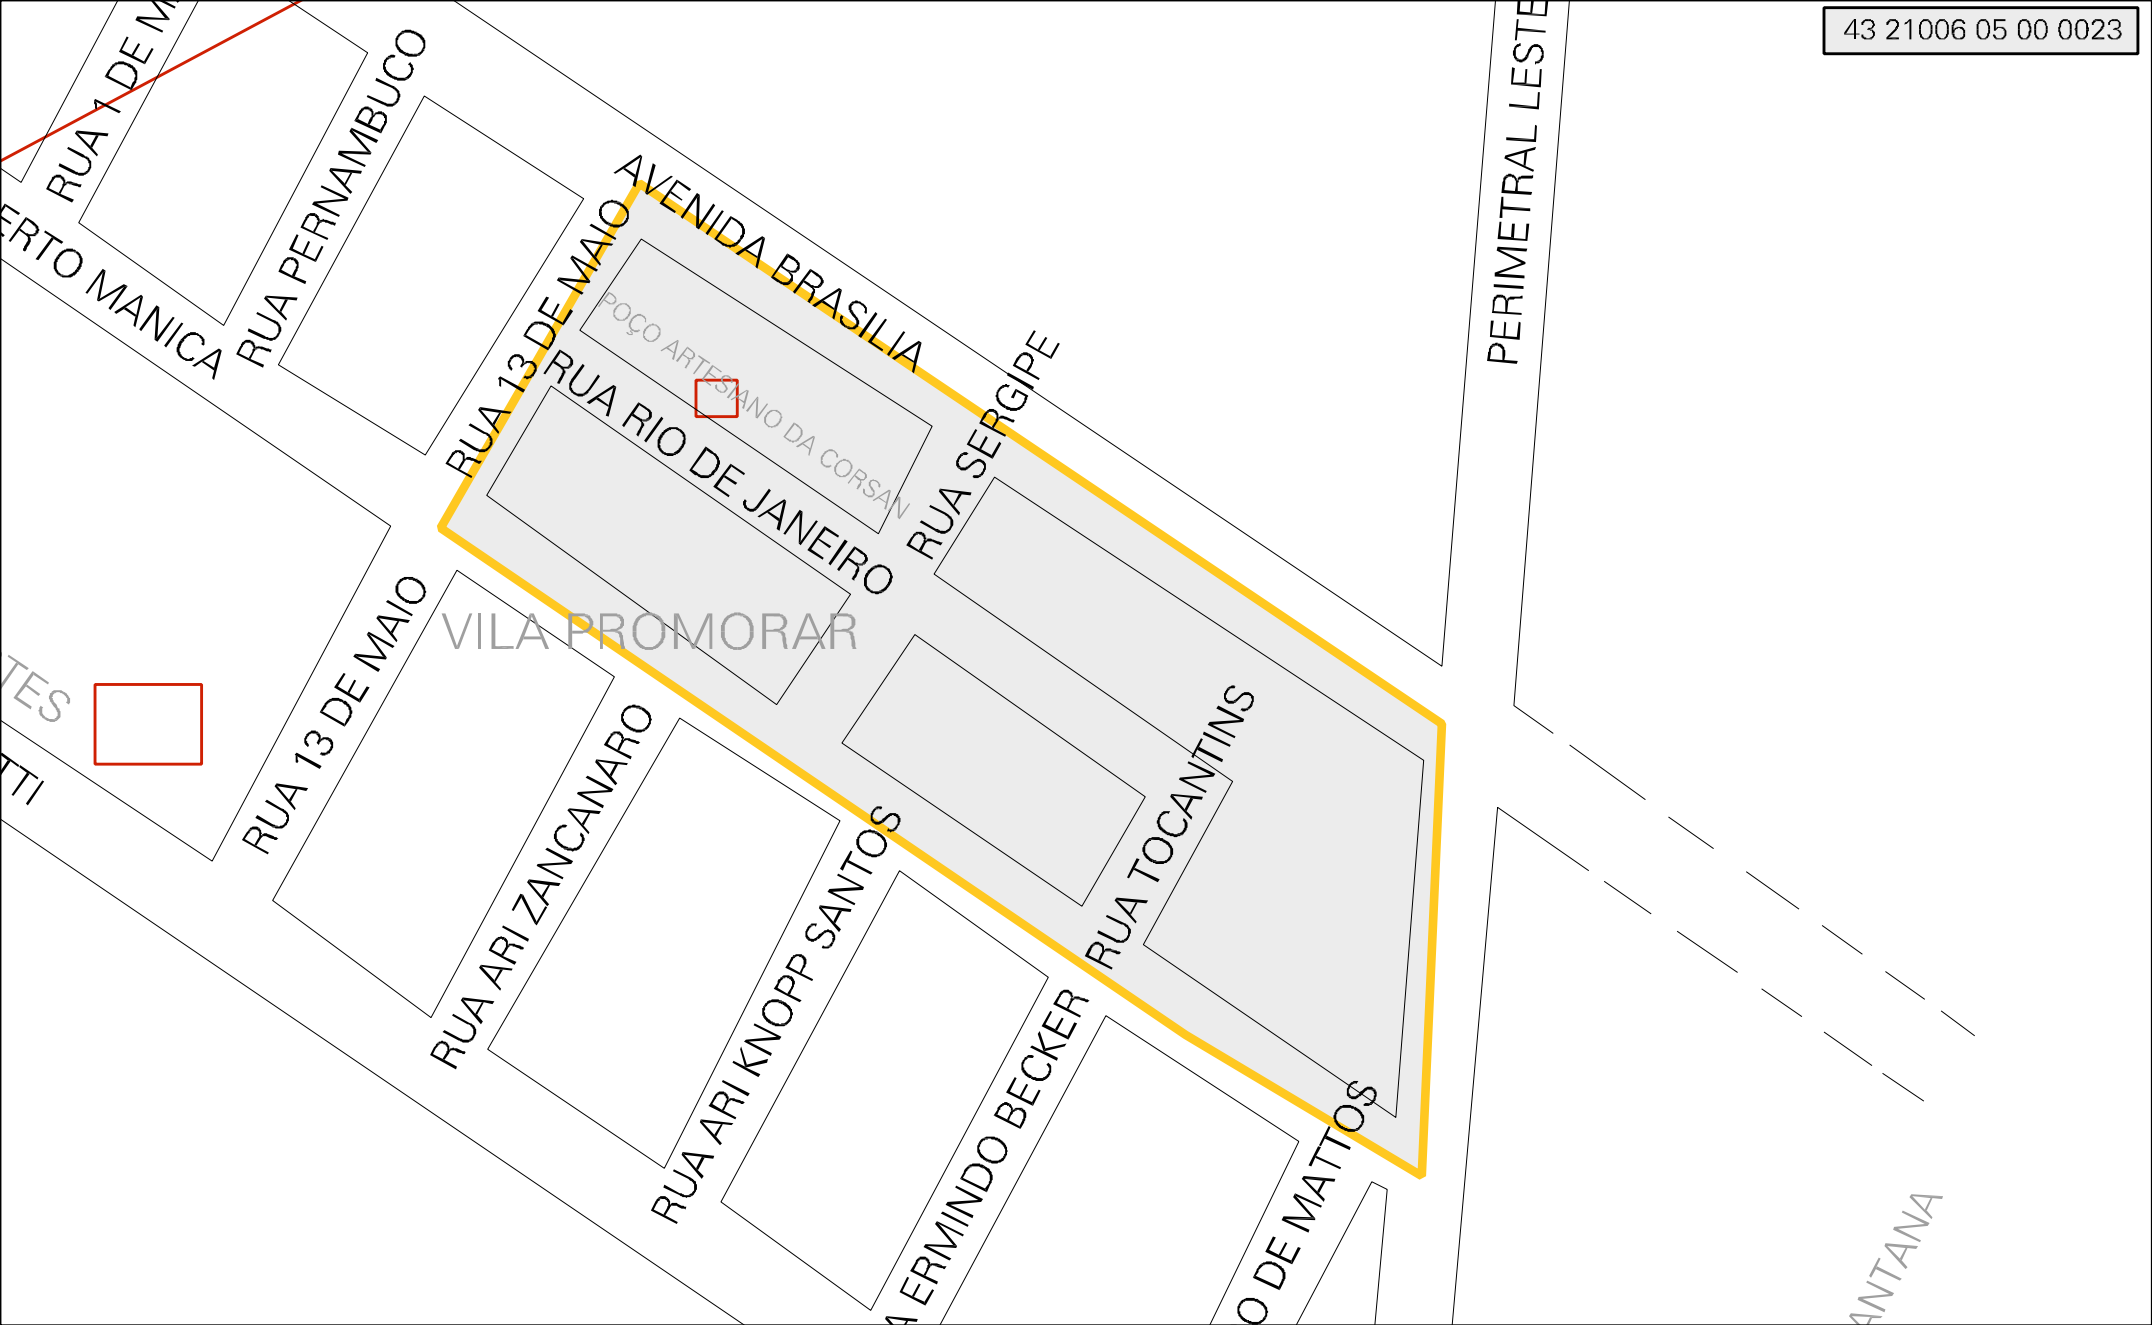 43 21006 05 00 0023
RUA 1 DE M
RUA PERNAMBUCO
PERIMETRAL LESTE
ERTO MANICA
AVENIDA BRASILIA
RUA 13 DE MAIO
POÇO ARTESIANO DA CORSAN
RUA RIO DE JANEIRO
RUA SERGIPE
VILA PROMORAR
RUA 13 DE MAIO
TES
TTI
RUA ARI ZANCANARO
RUA TOCANTINS
RUA ARI KNOPP SANTOS
A ERMINDO BECKER
O DE MATTOS
ANTANA